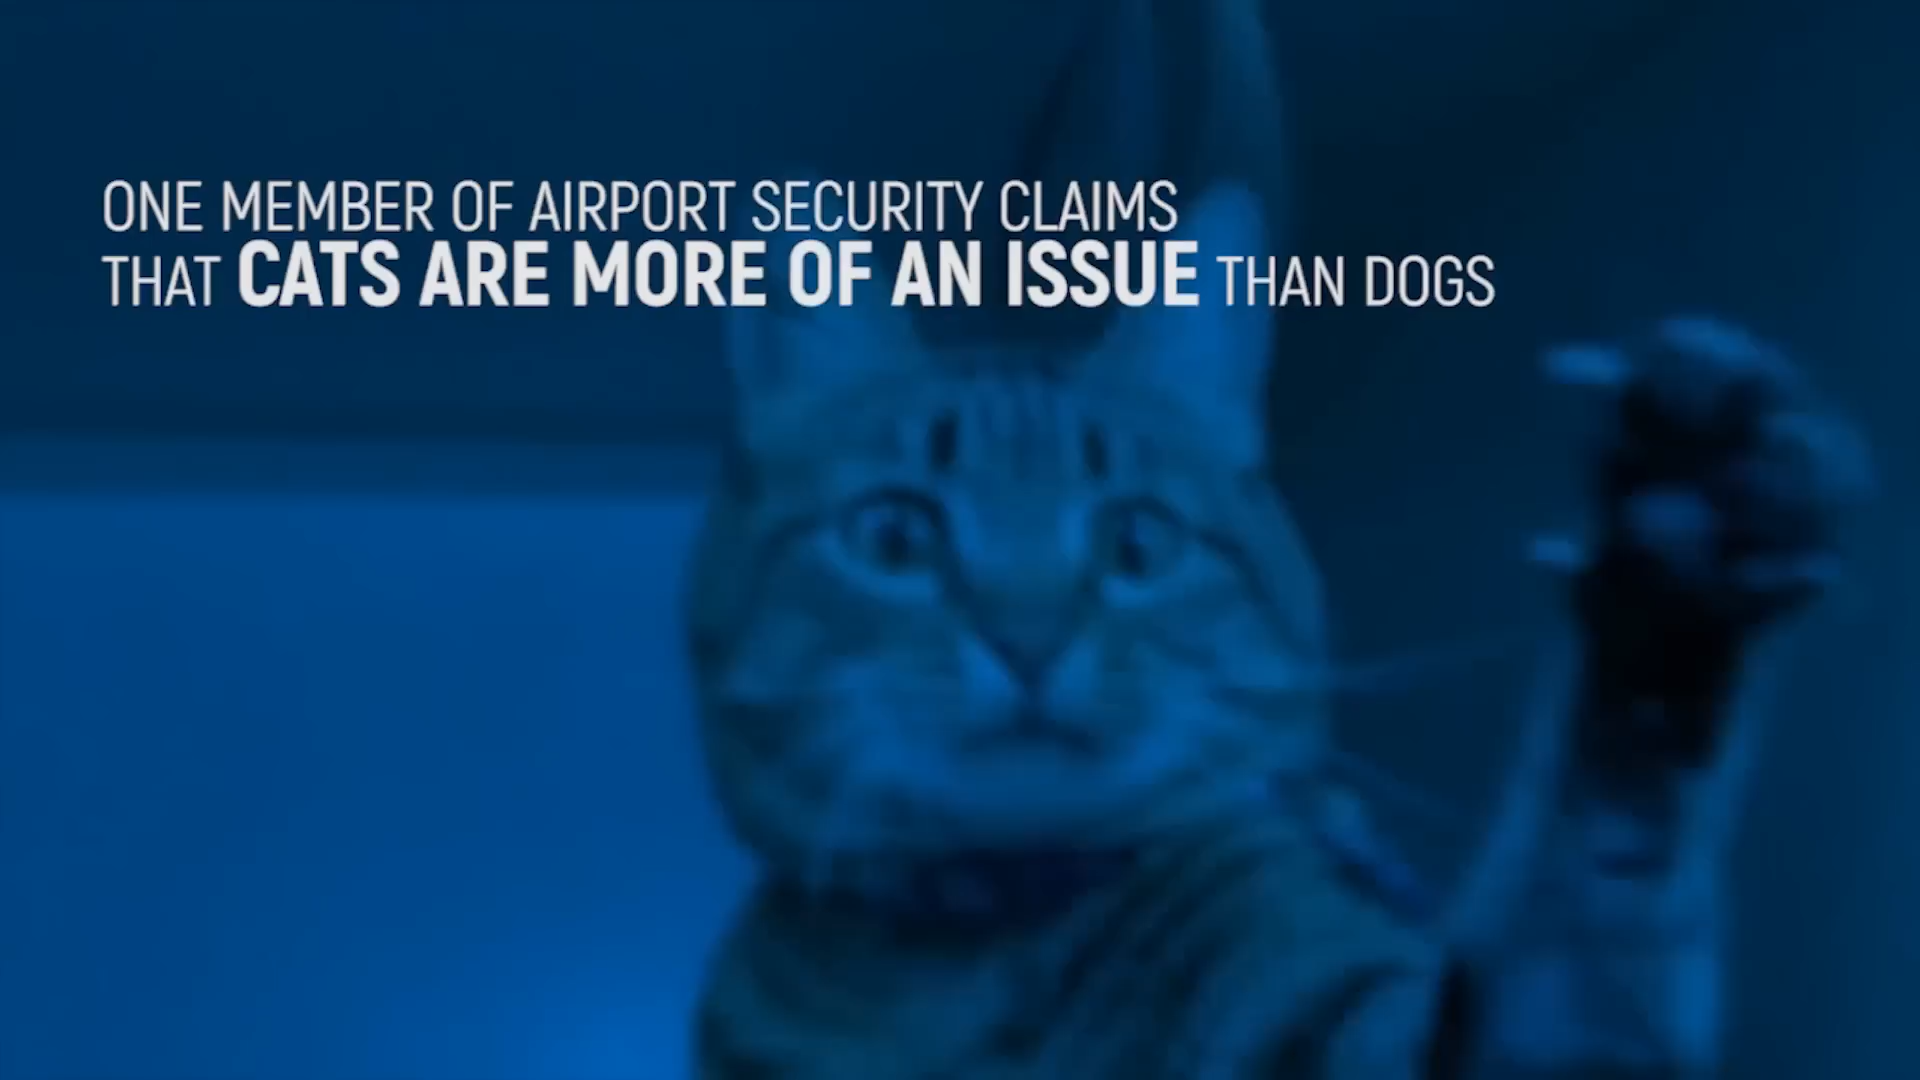 ONE MEMBER OF AIRPORT SECURITY CLAIMS
THAT CATS ARE MORE OF AN ISSUE THAN DOGS